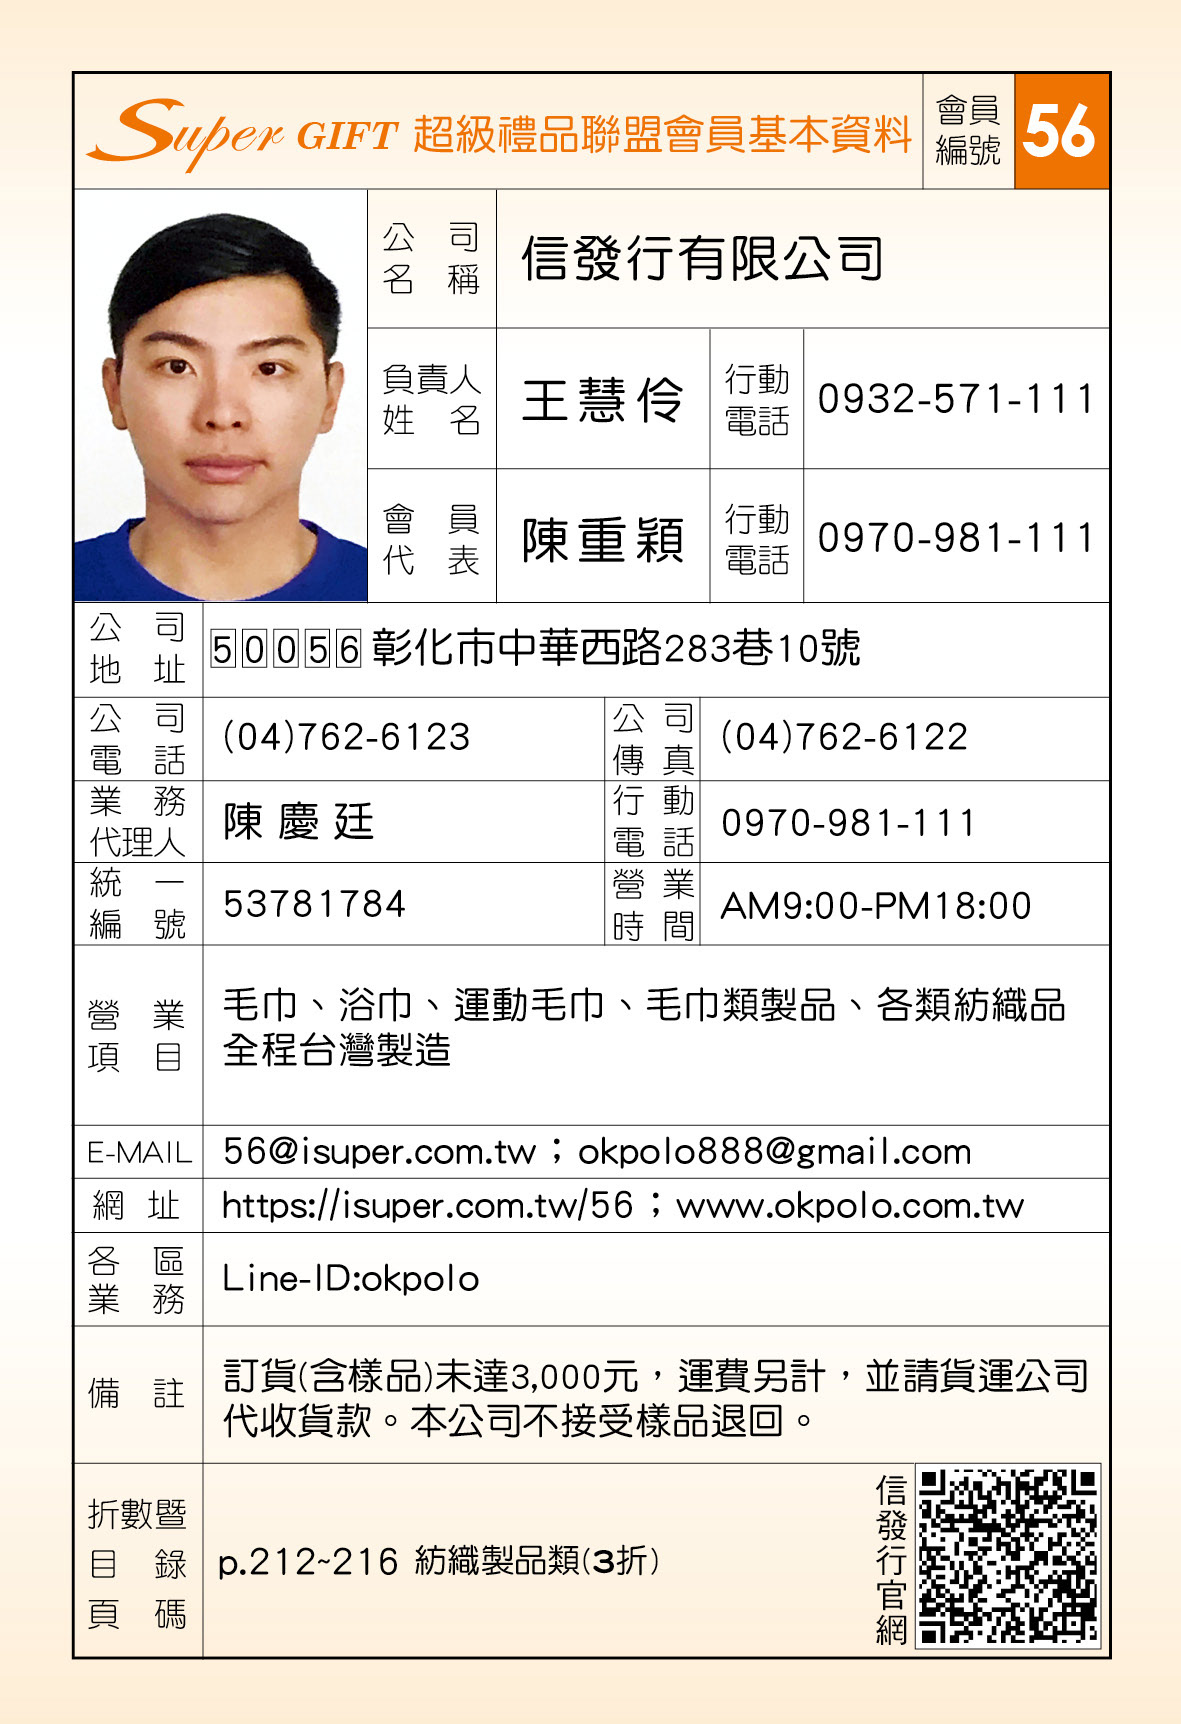 Super GIFT 超級禮品聯盟會員基本資料 會員編號 56
公司名稱 信發行有限公司
負責人姓名 王慧伶 行動電話 0932-571-111
會員代表 陳重穎 行動電話 0970-981-111
公司地址 50056 彰化市中華西路283巷10號
公司電話 (04)762-6123 公司傳真 (04)762-6122
業務代理人 陳慶廷 行動電話 0970-981-111
統一編號 53781784 營業時間 AM9:00-PM18:00
營業項目 毛巾、浴巾、運動毛巾、毛巾類製品、各類紡織品
全程台灣製造
E-MAIL 56@isuper.com.tw；okpolo888@gmail.com
網址 https://isuper.com.tw/56；www.okpolo.com.tw
各區業務 Line-ID:okpolo
備註 訂貨(含樣品)未達3,000元，運費另計，並請貨運公司
代收貨款。本公司不接受樣品退回。
折數暨目錄頁碼 p.212~216 紡織製品類(3折)
信發行官網